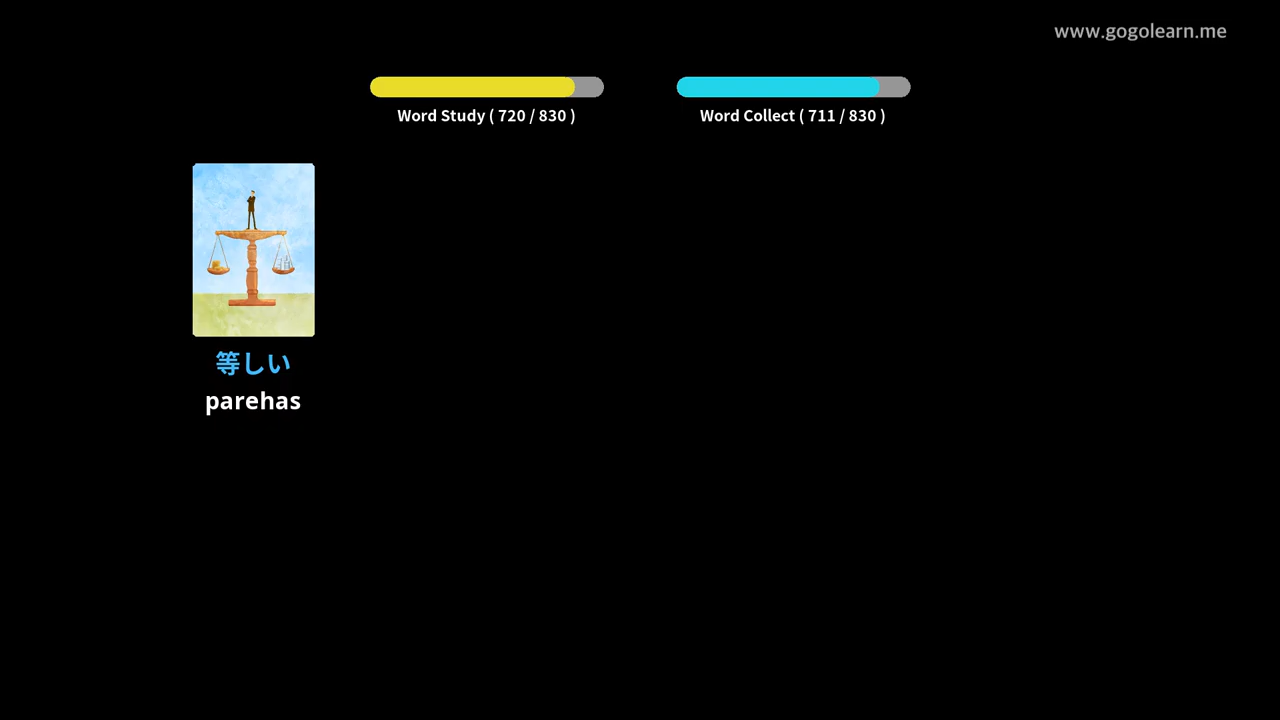 www.gogolearn.me
Word Study ( 720 / 830 )
Word Collect ( 711 / 830 )
等しい
parehas